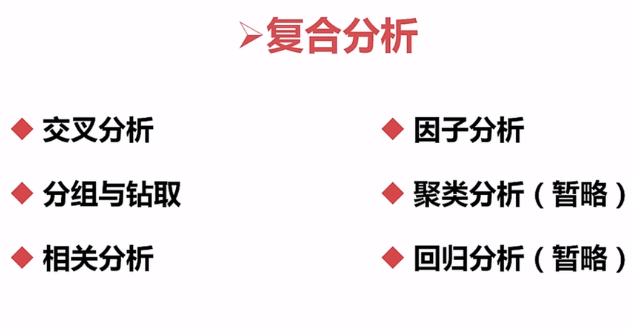 复合分析
交叉分析
分组与钻取
相关分析
因子分析
聚类分析（暂略）
回归分析（暂略）